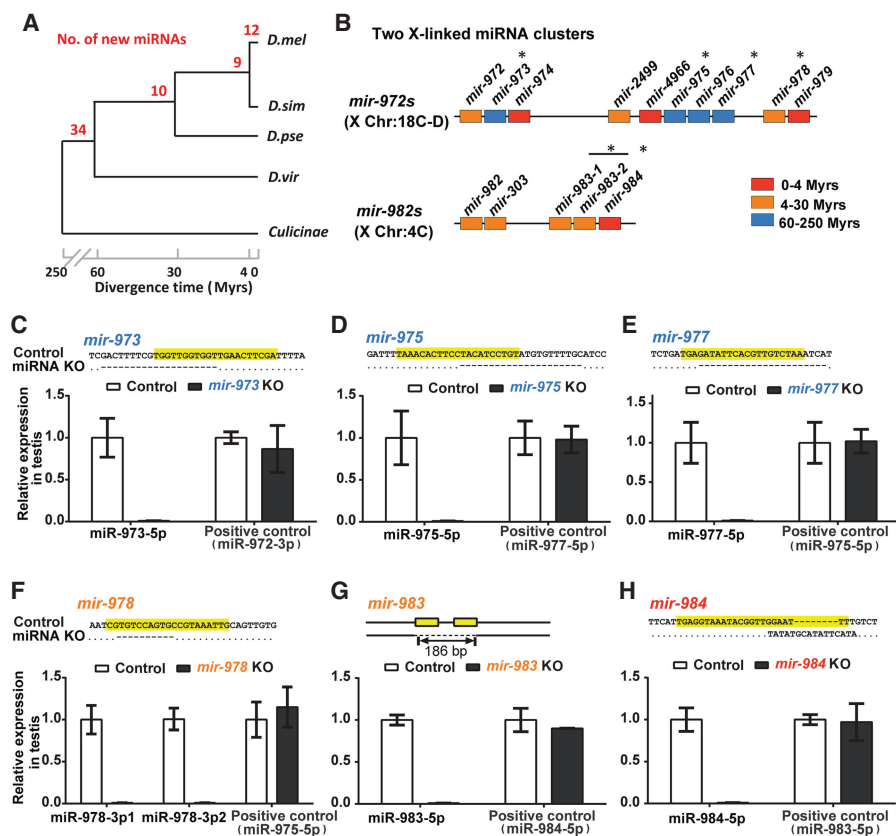 A
No. of new miRNAs
12
D.mel
9
10
D.sim
34
D.pse
D.vir
Culicinae
250 60 30 4 0
Divergence time (Myrs)
B
Two X-linked miRNA clusters
mir-972s
(X Chr:18C-D)
mir-972
mir-973
*
mir-974
mir-2499
mir-4966
mir-975
*
mir-976
mir-977
*
mir-978
*
mir-979
mir-982s
(X Chr:4C)
mir-982
mir-303
mir-983-1
mir-983-2
*
mir-984
*
0-4 Myrs
4-30 Myrs
60-250 Myrs
C
mir-973
Control TCGACTTTTCGTGGTTGGTGGTTGAACTTCGATTTTA
miRNA KO
Control mir-973 KO
Relative expression
in testis
1.5
1.0
0.5
0.0
miR-973-5p
Positive control
(miR-972-3p)
D
mir-975
GATTTTAAACACTTCCTACATCCTGTATGTGTTTTGCATCC
Control mir-975 KO
1.5
1.0
0.5
0.0
miR-975-5p
Positive control
(miR-977-5p)
E
mir-977
TCTGATGAGATATTCACGTTGTCTAAATCAT
Control mir-977 KO
1.5
1.0
0.5
0.0
miR-977-5p
Positive control
(miR-975-5p)
F
mir-978
Control AATCGTGTCCAGTGCCGTAAATTGCAGTTGTG
miRNA KO
Control mir-978 KO
Relative expression
in testis
1.5
1.0
0.5
0.0
miR-978-3p1
miR-978-3p2
Positive control
(miR-975-5p)
G
mir-983
186 bp
Control mir-983 KO
1.5
1.0
0.5
0.0
miR-983-5p
Positive control
(miR-984-5p)
H
mir-984
TTCATTGAGGTAAATACGGTTGGAAT--------TTTGTCT
TATATGCATATTCATA
Control mir-984 KO
1.5
1.0
0.5
0.0
miR-984-5p
Positive control
(miR-983-5p)